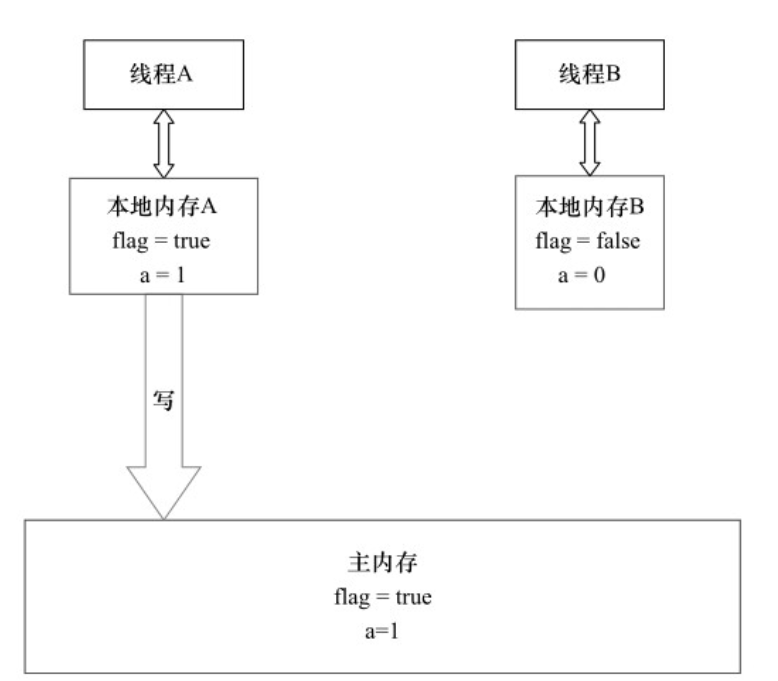 线程A
线程B
本地内存A
flag = true
a = 1
本地内存B
flag = false
a = 0
写
主内存
flag = true
a=1